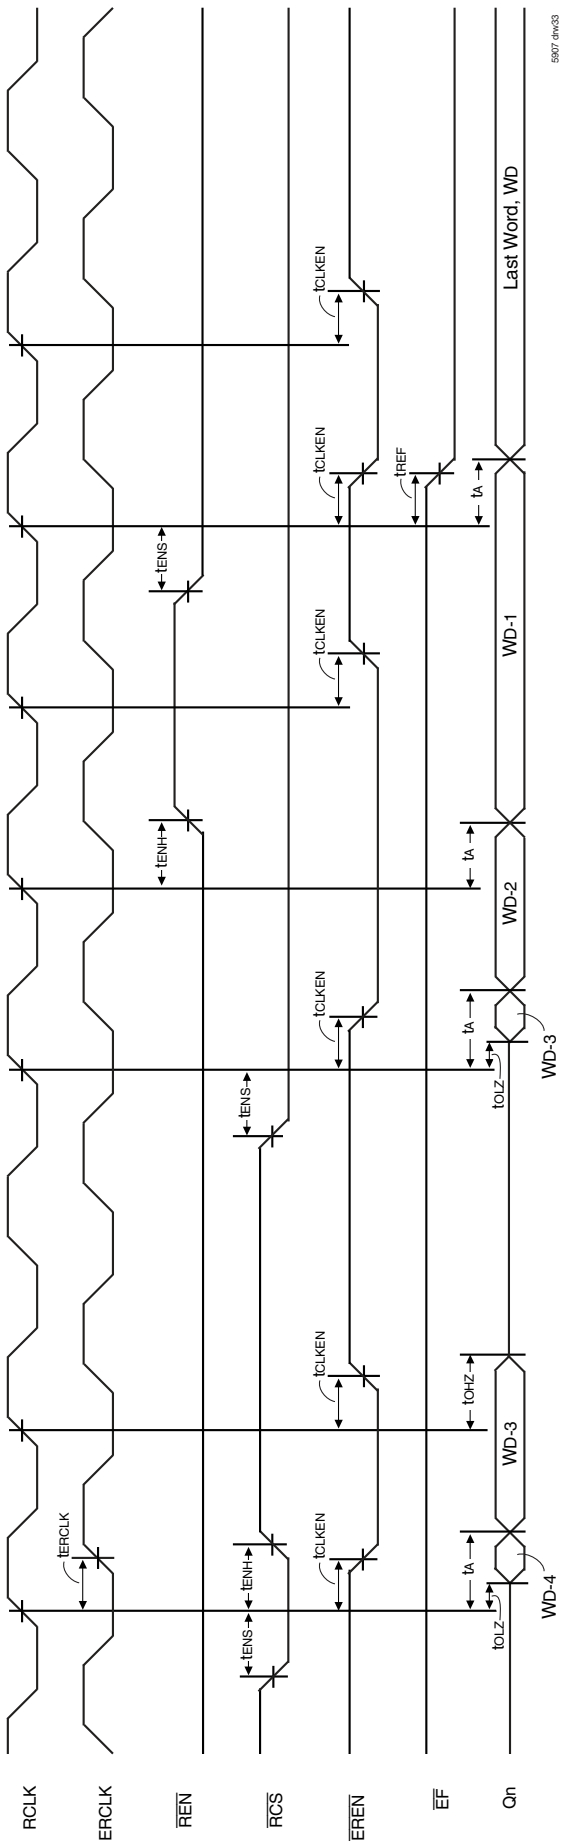 RCLK
ERCLK
tERCLK
REN
tENH
tENS
RCS
tENS
tENH
tENS
EREN
tCLKEN
tCLKEN
tCLKEN
tCLKEN
tCLKEN
tCLKEN
EF
tREF
Qn
tOLZ
tA
tOHZ
tOLZ
tA
tA
tA
WD-4
WD-3
WD-3
WD-2
WD-1
Last Word, WD
5907 drw33